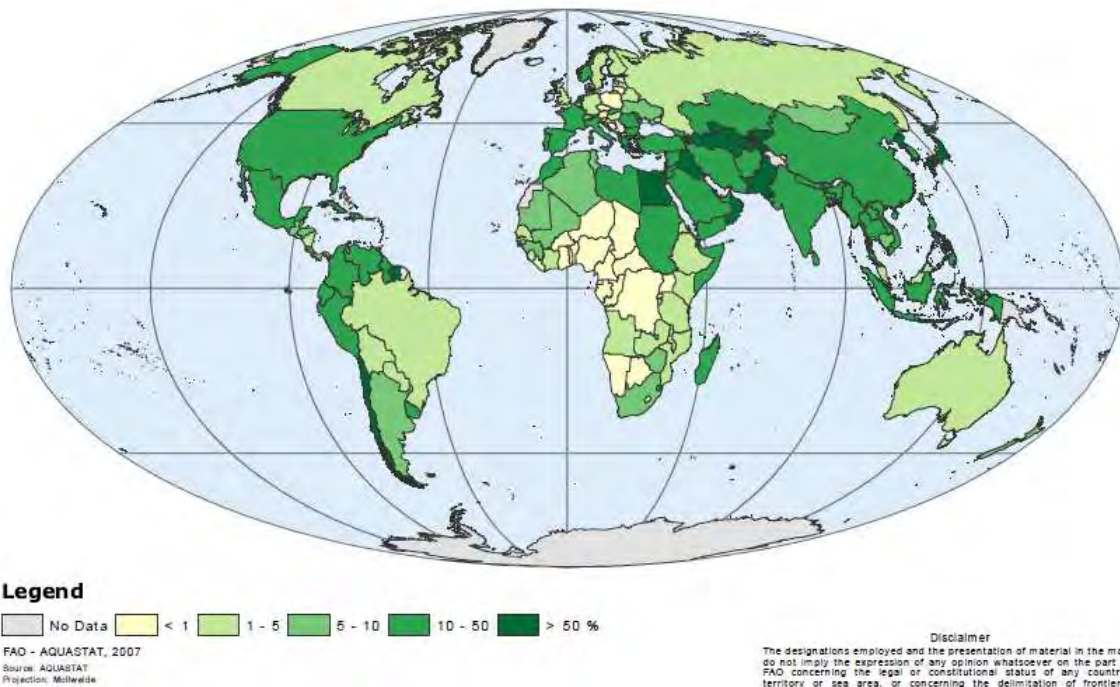 Legend
No Data < 1 1 - 5 5 - 10 10 - 50 > 50 %
FAO - AQUASTAT, 2007
Source: AQUASTAT
Projection: Mollweide
Disclaimer
The designations employed and the presentation of material in the
do not imply the expression of any opinion whatsoever on the part
FAO concerning the legal or constitutional status of any
territory or sea area, or concerning the delimitation of